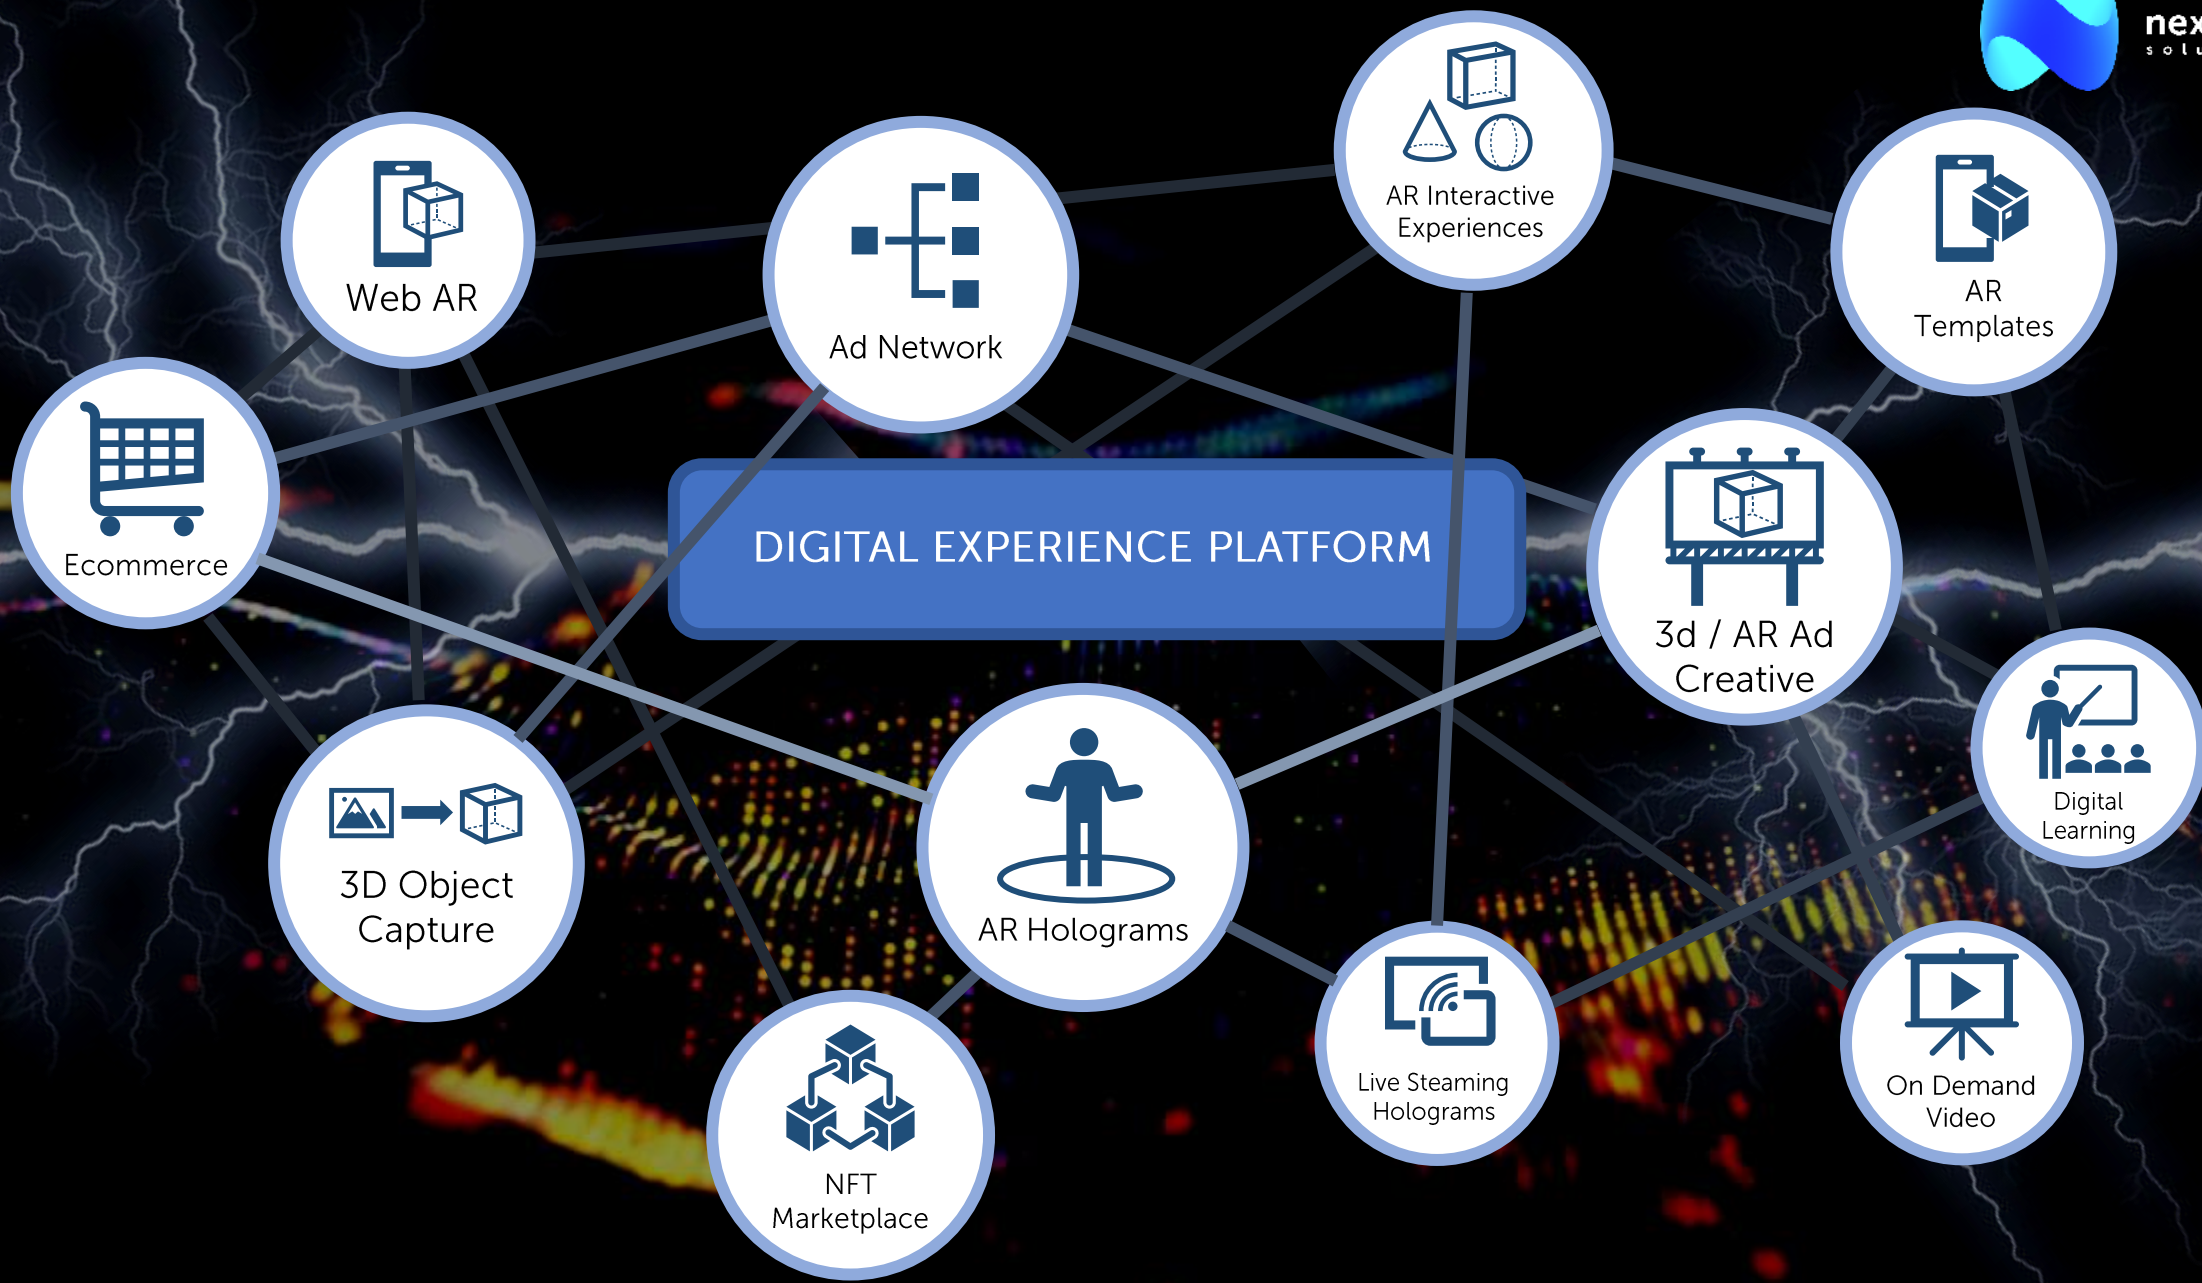 AR Interactive
Experiences
Web AR
Ad Network
AR
Templates
Ecommerce
DIGITAL EXPERIENCE PLATFORM
3d / AR Ad
Creative
Digital
Learning
3D Object
Capture
AR Holograms
Live Steaming
Holograms
On Demand
Video
NFT
Marketplace